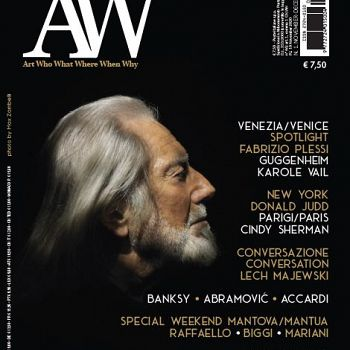 AW
Art Who What Where When Why
€ 7,50
photo by Max Zambelli
VENEZIA/VENICE
SPOTLIGHT
FABRIZIO PLESSI
GUGGENHEIM
KAROLE VAIL
NEW YORK
DONALD JUDD
PARIGI/PARIS
CINDY SHERMAN
CONVERSAZIONE
CONVERSATION
LECH MAJEWSKI
BANKSY • ABRAMOVIĆ • ACCARDI
SPECIAL WEEKEND MANTOVA/MANTUA
RAFFAELLO • BIGGI • MARIANI